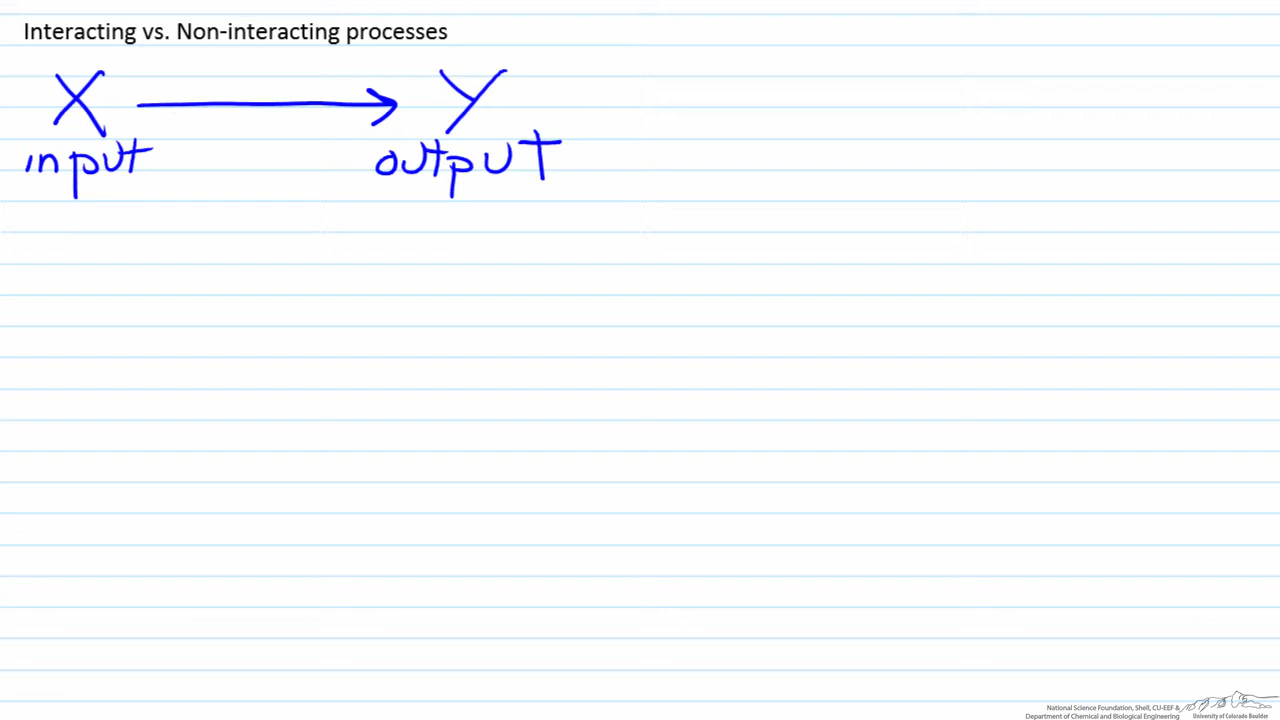 Interacting vs. Non-interacting processes
X → Y
input output
National Science Foundation, Shell, CU-EEF &
Department of Chemical and Biological Engineering
University of Colorado Boulder